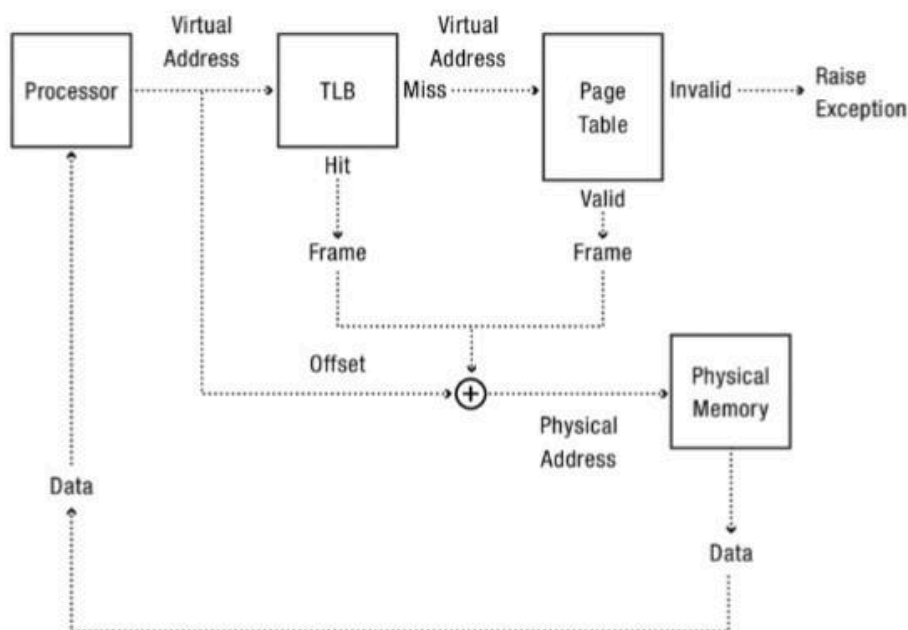 Virtual
Address
Virtual
Address
Processor
TLB
Miss
Page
Table
Invalid
Raise
Exception
Hit
Valid
Frame
Frame
Offset
Physical
Memory
Physical
Address
Data
Data